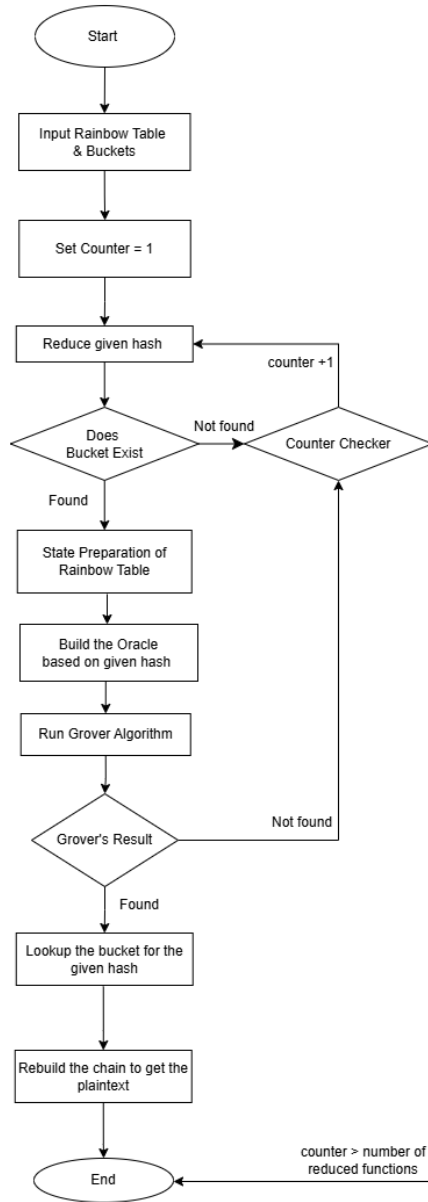 Start
Input Rainbow Table
& Buckets
Set Counter = 1
Reduce given hash
counter +1
Does
Bucket Exist
Not found
Counter Checker
Found
State Preparation of
Rainbow Table
Build the Oracle
based on given hash
Run Grover Algorithm
Grover's Result
Not found
Found
Lookup the bucket for the
given hash
Rebuild the chain to get the
plaintext
counter > number of
reduced functions
End